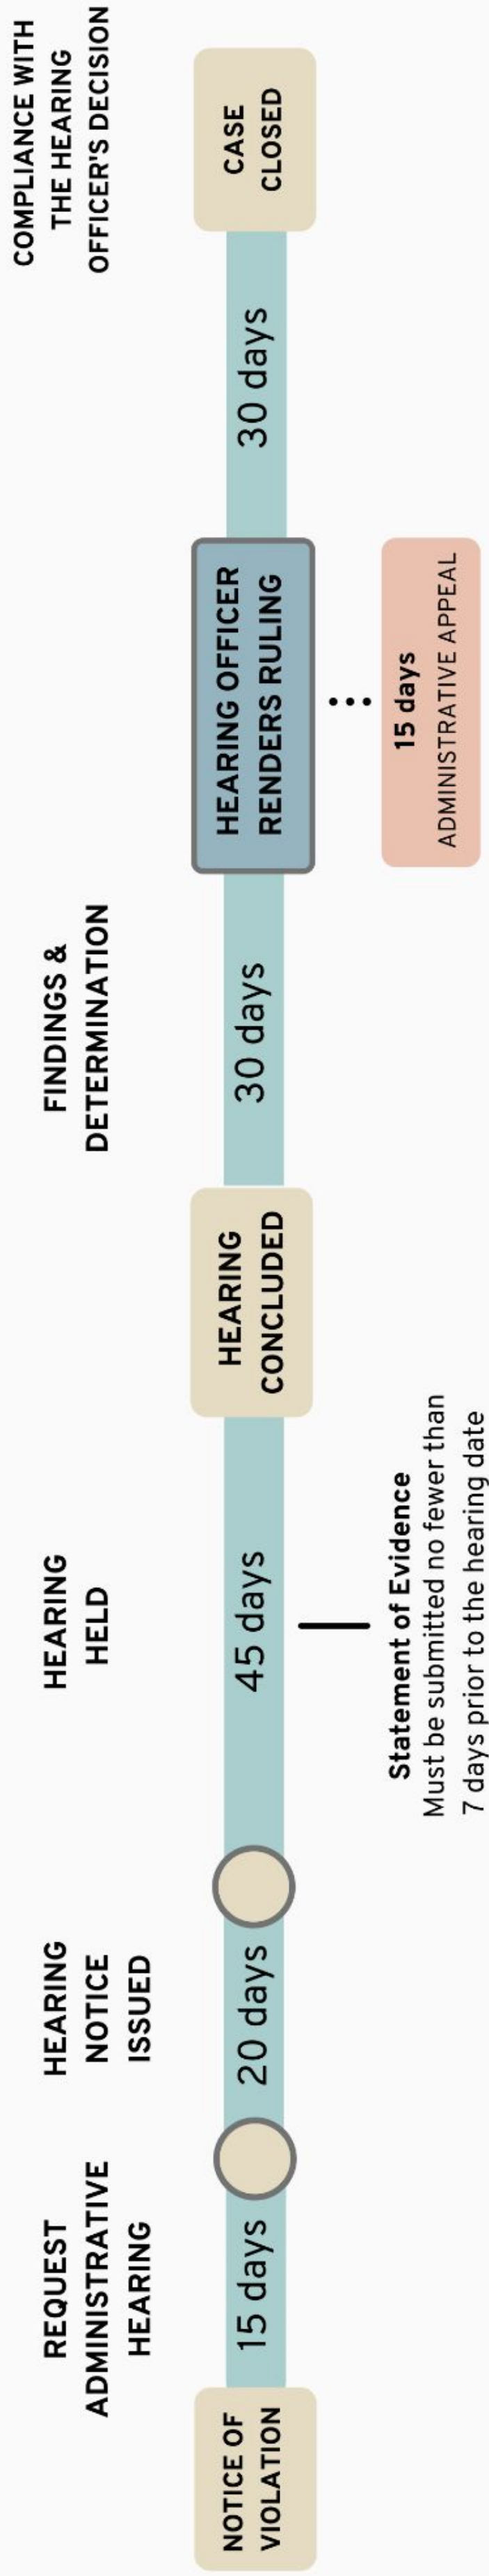 REQUEST
ADMINISTRATIVE
HEARING
HEARING
NOTICE
ISSUED
HEARING
HELD
FINDINGS &
DETERMINATION
COMPLIANCE WITH
THE HEARING
OFFICER'S DECISION
NOTICE OF
VIOLATION
15 days
20 days
45 days
HEARING
CONCLUDED
30 days
HEARING OFFICER
RENDERS RULING
30 days
CASE
CLOSED
Statement of Evidence
Must be submitted no fewer than
7 days prior to the hearing date
15 days
ADMINISTRATIVE APPEAL